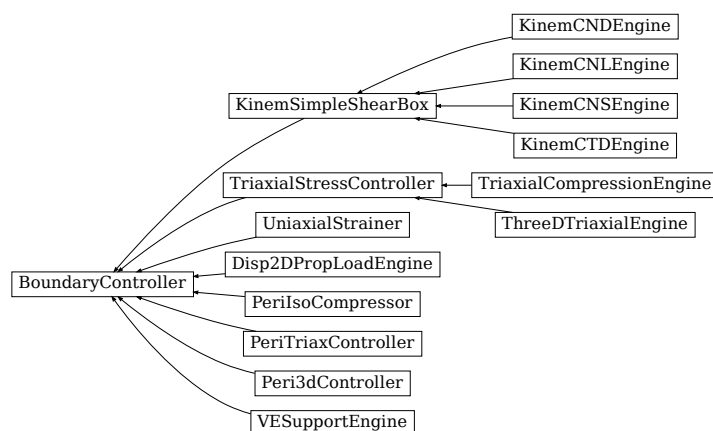 KinemCNDEngine
KinemCNLEngine
KinemSimpleShearBox
KinemCNSEngine
KinemCTDEngine
TriaxialStressController
TriaxialCompressionEngine
UniaxialStrainer
ThreeDTriaxialEngine
Disp2DPropLoadEngine
BoundaryController
PeriIsoCompressor
PeriTriaxController
Peri3dController
VESupportEngine